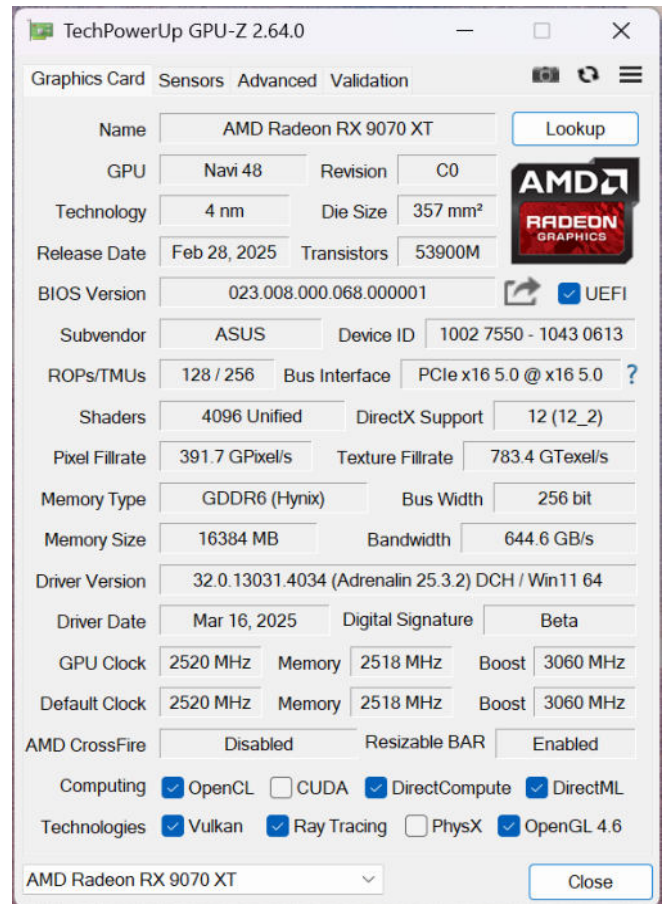 TechPowerUp GPU-Z 2.64.0
Graphics Card Sensors Advanced Validation
Name AMD Radeon RX 9070 XT Lookup
GPU Navi 48 Revision C0
AMD
RADEON
GRAPHICS
Technology 4 nm Die Size 357 mm²
Release Date Feb 28, 2025 Transistors 53900M
BIOS Version 023.008.000.068.000001 UEFI
Subvendor ASUS Device ID 1002 7550 - 1043 0613
ROPs/TMUs 128 / 256 Bus Interface PCIe x16 5.0 @ x16 5.0 ?
Shaders 4096 Unified DirectX Support 12 (12_2)
Pixel Fillrate 391.7 GPixel/s Texture Fillrate 783.4 GTexel/s
Memory Type GDDR6 (Hynix) Bus Width 256 bit
Memory Size 16384 MB Bandwidth 644.6 GB/s
Driver Version 32.0.13031.4034 (Adrenalin 25.3.2) DCH / Win11 64
Driver Date Mar 16, 2025 Digital Signature Beta
GPU Clock 2520 MHz Memory 2518 MHz Boost 3060 MHz
Default Clock 2520 MHz Memory 2518 MHz Boost 3060 MHz
AMD CrossFire Disabled Resizable BAR Enabled
Computing OpenCL CUDA DirectCompute DirectML
Technologies Vulkan Ray Tracing PhysX OpenGL 4.6
AMD Radeon RX 9070 XT Close